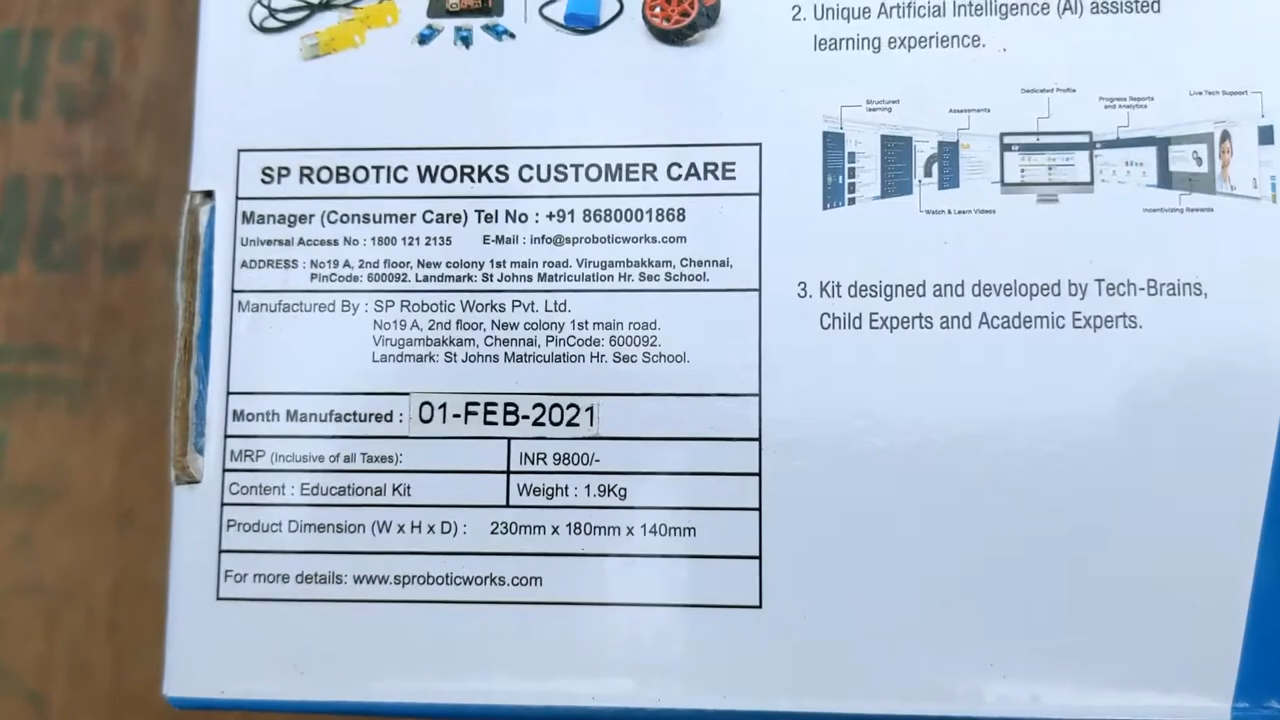 2. Unique Artificial Intelligence (AI) assisted
learning experience.
Structured
learning
Assessments
Dedicated Profile
Progress Reports
and Analytics
Live Tech Support
Watch & Learn Videos
Incentivizing Rewards
3. Kit designed and developed by Tech-Brains,
Child Experts and Academic Experts.
SP ROBOTIC WORKS CUSTOMER CARE
Manager (Consumer Care) Tel No : +91 8680001868
Universal Access No : 1800 121 2135 E-Mail : info@sproboticworks.com
ADDRESS : No19 A, 2nd floor, New colony 1st main road. Virugambakkam, Chennai,
PinCode: 600092. Landmark: St Johns Matriculation Hr. Sec School.
Manufactured By : SP Robotic Works Pvt. Ltd.
No19 A, 2nd floor, New colony 1st main road.
Virugambakkam, Chennai, PinCode: 600092.
Landmark: St Johns Matriculation Hr. Sec School.
Month Manufactured : 01-FEB-2021
MRP (Inclusive of all Taxes): INR 9800/-
Content : Educational Kit Weight : 1.9Kg
Product Dimension (W x H x D) : 230mm x 180mm x 140mm
For more details: www.sproboticworks.com